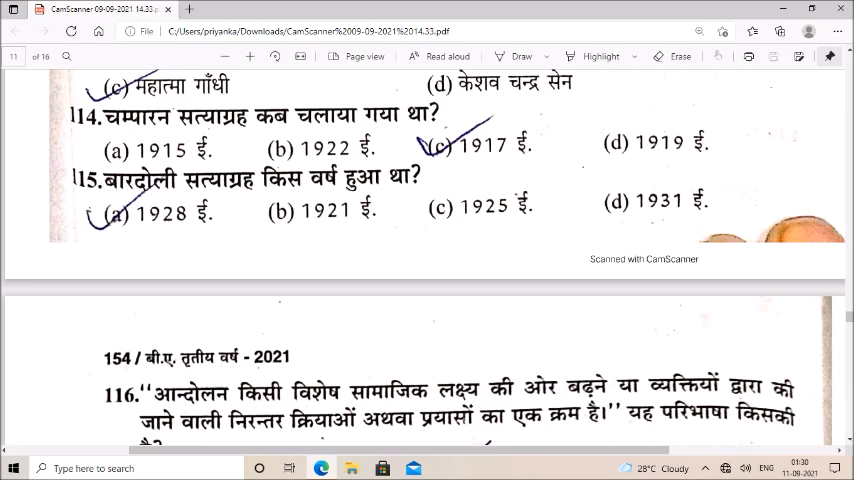 CamScanner 09-09-2021 14.33.p
File C:/Users/priyanka/Downloads/CamScanner%2009-09-2021%2014.33.pdf
11 of 16 Page view Read aloud Draw Highlight Erase
(c) महात्मा गाँधी (d) केशव चन्द्र सेन
114. चम्पारन सत्याग्रह कब चलाया गया था?
(a) 1915 ई. (b) 1922 ई. (c) 1917 ई. (d) 1919 ई.
115. बारदोली सत्याग्रह किस वर्ष हुआ था?
(a) 1928 ई. (b) 1921 ई. (c) 1925 ई. (d) 1931 ई.
Scanned with CamScanner
154 / बी.ए. तृतीय वर्ष - 2021
116. ‘‘आन्दोलन किसी विशेष सामाजिक लक्ष्य की ओर बढ़ने या व्यक्तियों द्वारा की
जाने वाली निरन्तर क्रियाओं अथवा प्रयासों का एक क्रम है।’’ यह परिभाषा किसकी
है?
Type here to search 28°C Cloudy ENG 01:30
11-09-2021